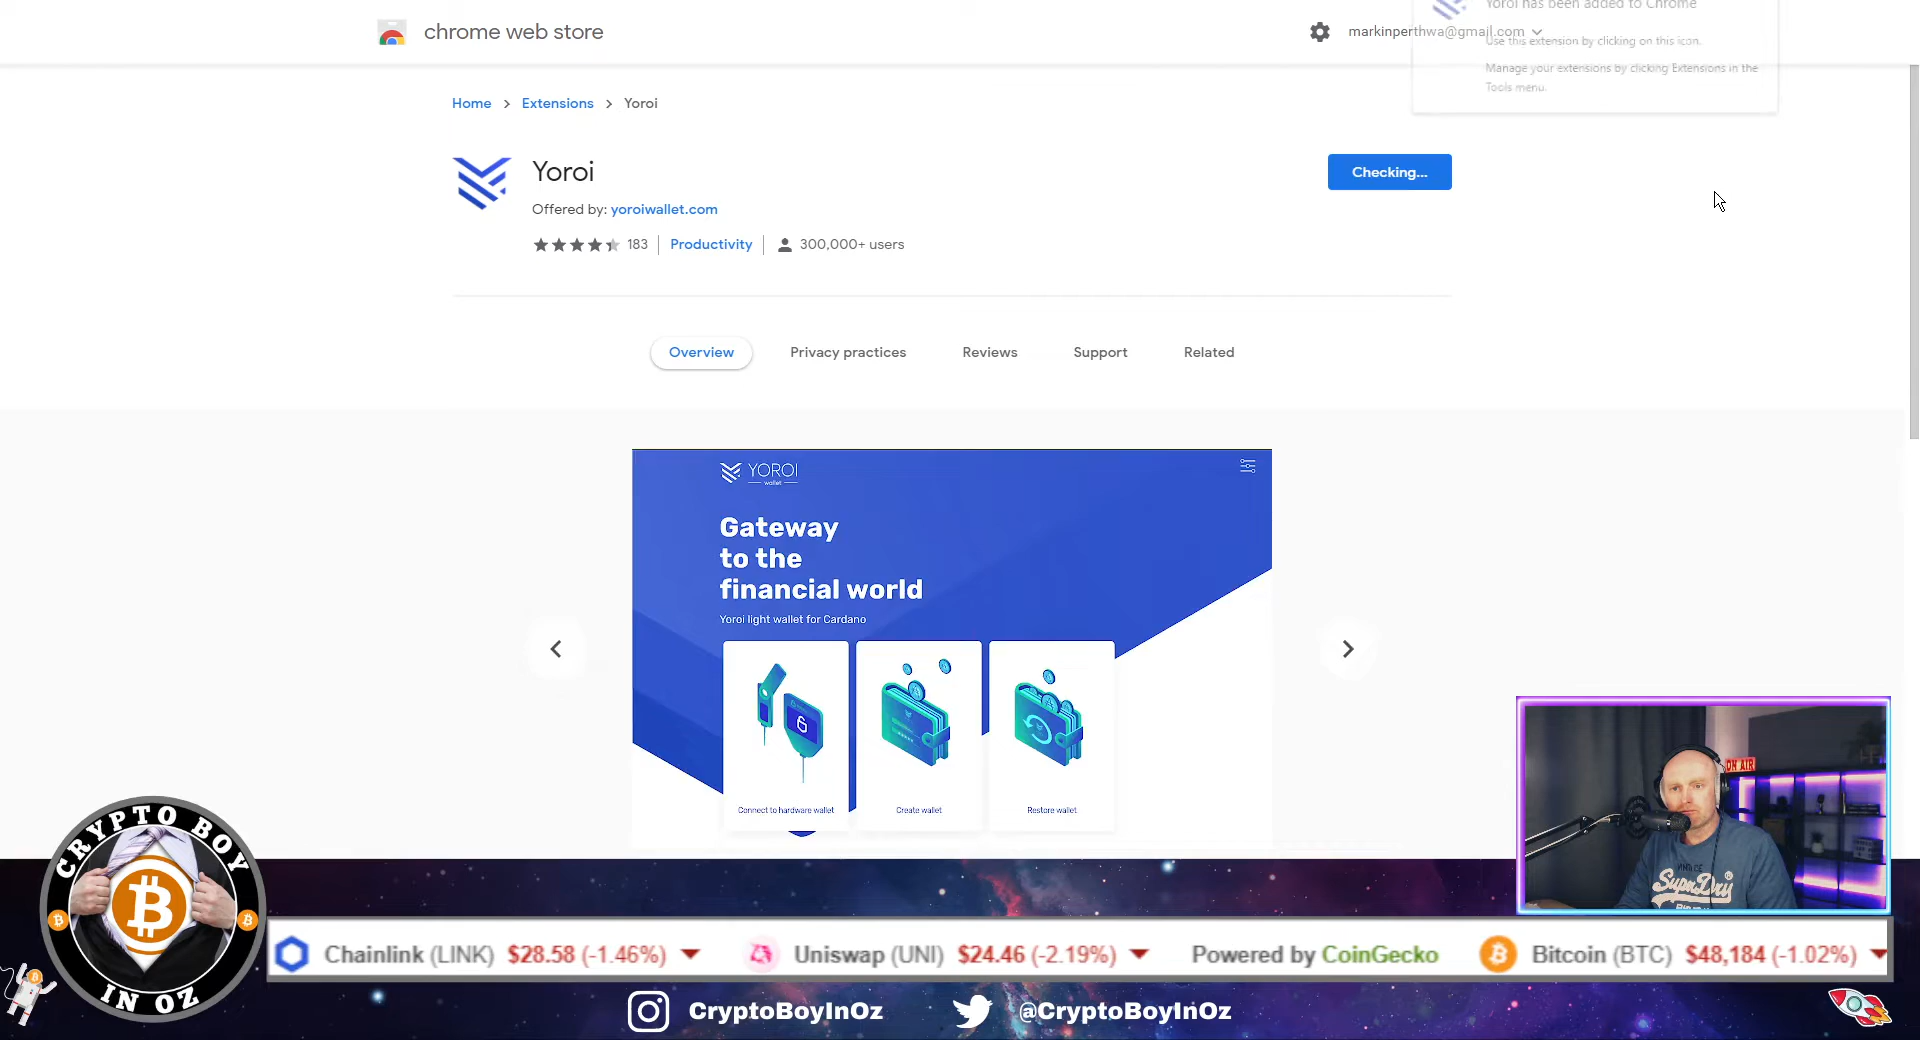 chrome web store
markinperthwa@gmail.com
Yoroi has been added to Chrome
Use this extension by clicking on this icon.
Manage your extensions by clicking Extensions in the
Tools menu.
Home > Extensions > Yoroi
Yoroi
Checking...
Offered by: yoroiwallet.com
183 Productivity 300,000+ users
Overview Privacy practices Reviews Support Related
YOROI
wallet
Gateway
to the
financial world
Yoroi light wallet for Cardano
Connect to hardware wallet Create wallet Restore wallet
ON AIR
SuperDry
CRYPTO BOY
IN OZ
Chainlink (LINK) $28.58 (-1.46%) Uniswap (UNI) $24.46 (-2.19%) Powered by CoinGecko Bitcoin (BTC) $48,184 (-1.02%)
CryptoBoyInOz @CryptoBoyInOz